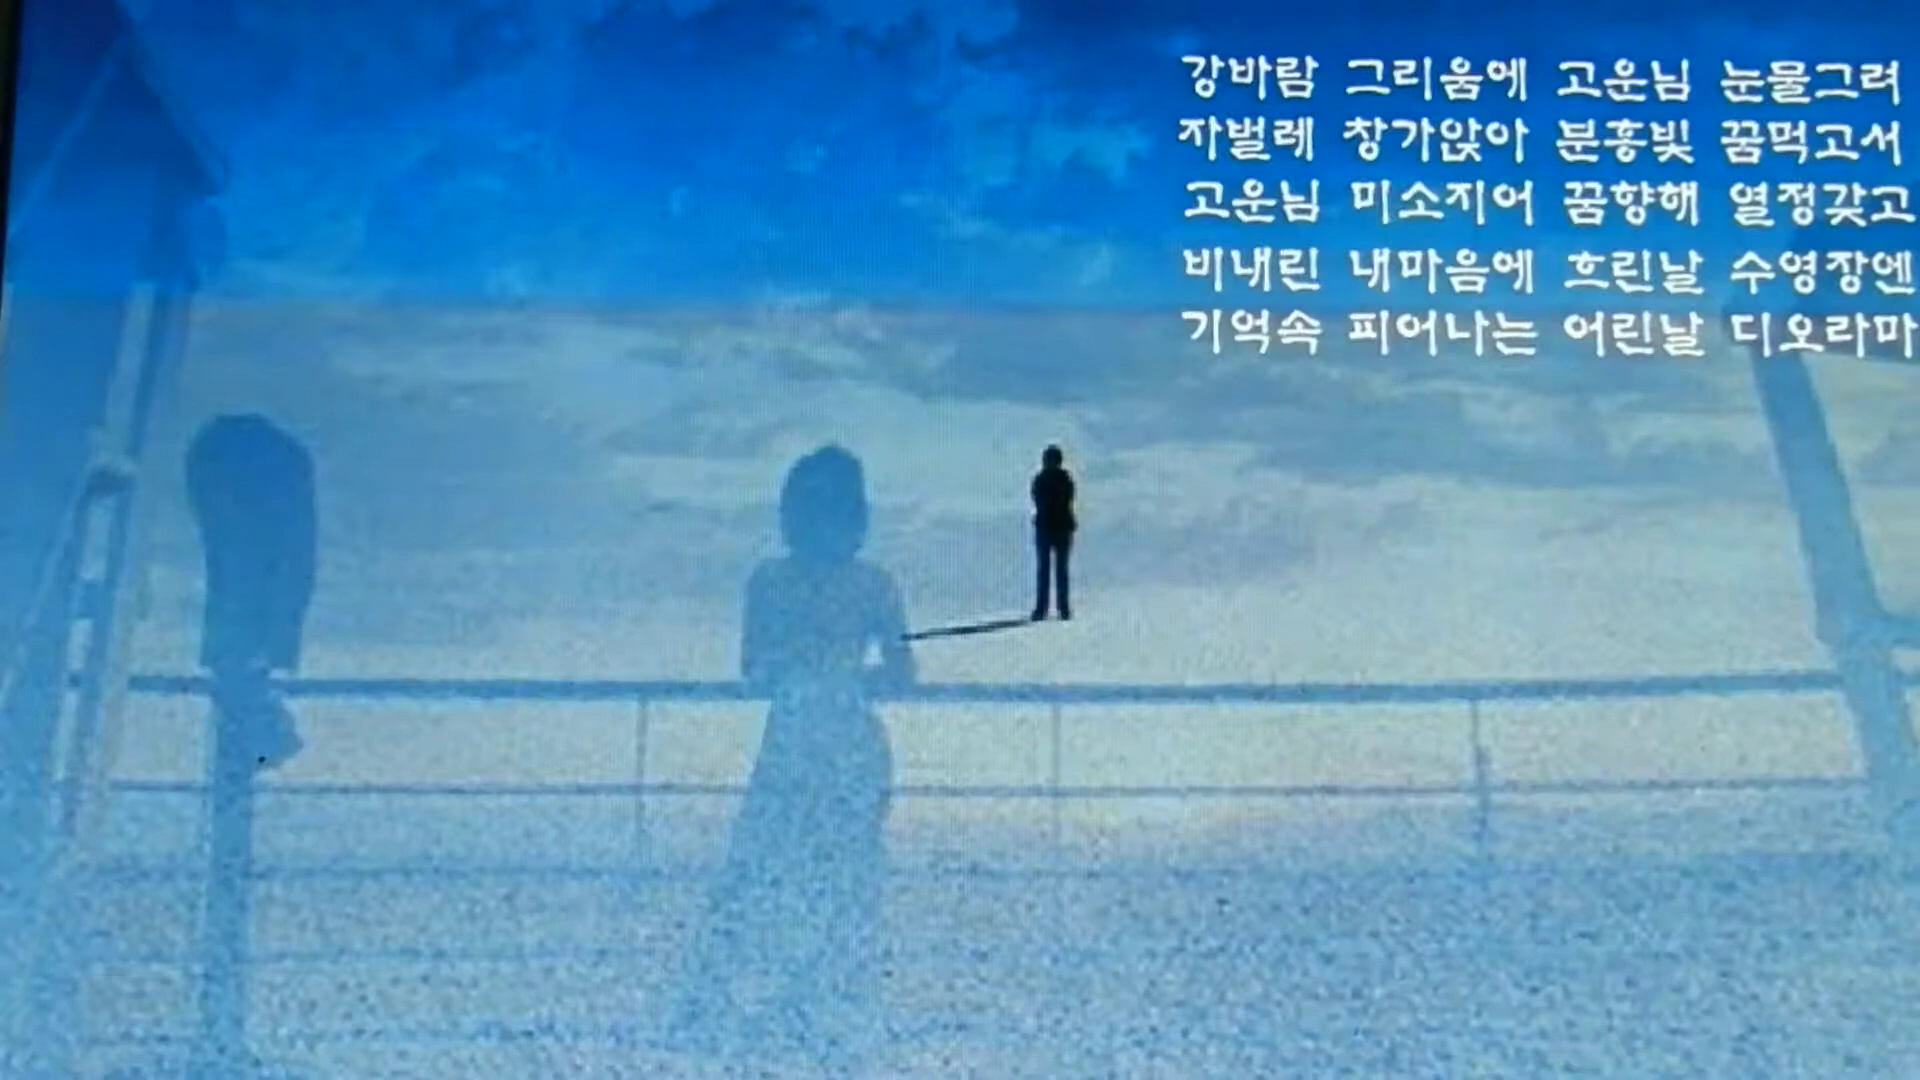 강바람 그리움에 고운님 눈물그려
자벌레 창가앉아 분홍빛 꿈먹고서
고운님 미소지어 꿈향해 열정갖고
비내린 내마음에 흐린날 수영장엔
기억속 피어나는 어린날 디오라마